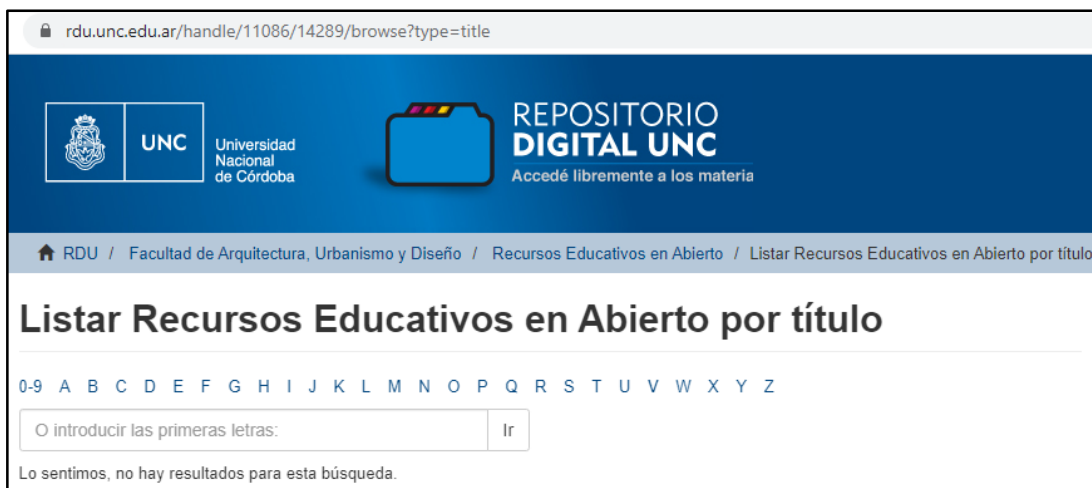 rdu.unc.edu.ar/handle/11086/14289/browse?type=title
UNC
Universidad
Nacional
de Córdoba
REPOSITORIO
DIGITAL UNC
Accedé libremente a los materia
RDU / Facultad de Arquitectura, Urbanismo y Diseño / Recursos Educativos en Abierto / Listar Recursos Educativos en Abierto por título
Listar Recursos Educativos en Abierto por título
0-9 A B C D E F G H I J K L M N O P Q R S T U V W X Y Z
O introducir las primeras letras: Ir
Lo sentimos, no hay resultados para esta búsqueda.